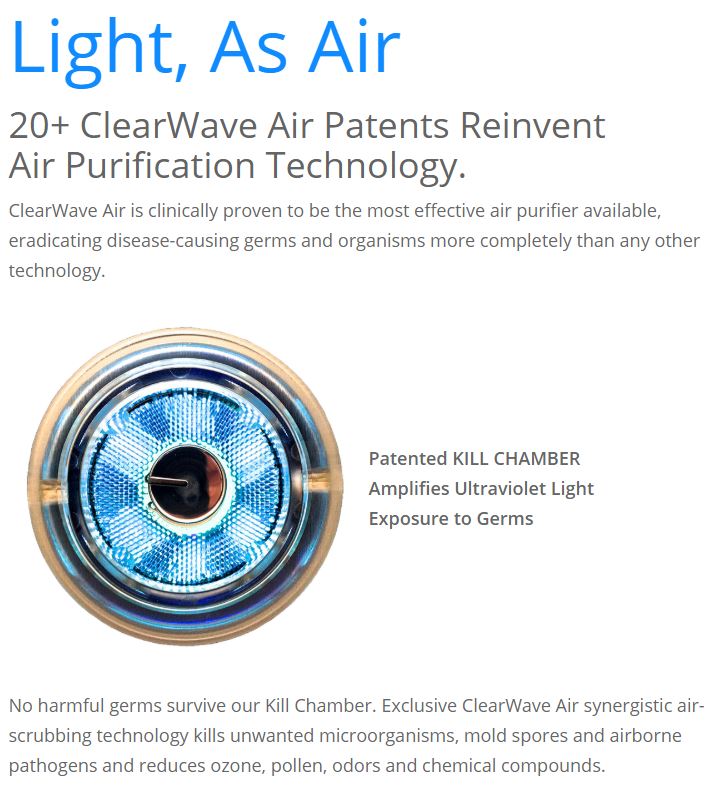 Light, As Air
20+ ClearWave Air Patents Reinvent
Air Purification Technology.
ClearWave Air is clinically proven to be the most effective air purifier available,
eradicating disease-causing germs and organisms more completely than any other
technology.
Patented KILL CHAMBER
Amplifies Ultraviolet Light
Exposure to Germs
No harmful germs survive our Kill Chamber. Exclusive ClearWave Air synergistic air-
scrubbing technology kills unwanted microorganisms, mold spores and airborne
pathogens and reduces ozone, pollen, odors and chemical compounds.